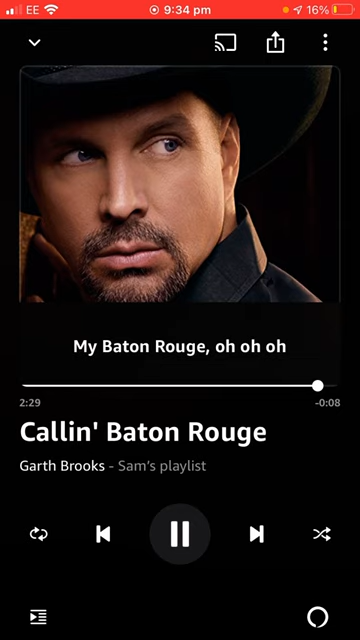 EE 9:34 pm 16%
My Baton Rouge, oh oh oh
2:29 -0:08
Callin' Baton Rouge
Garth Brooks - Sam's playlist